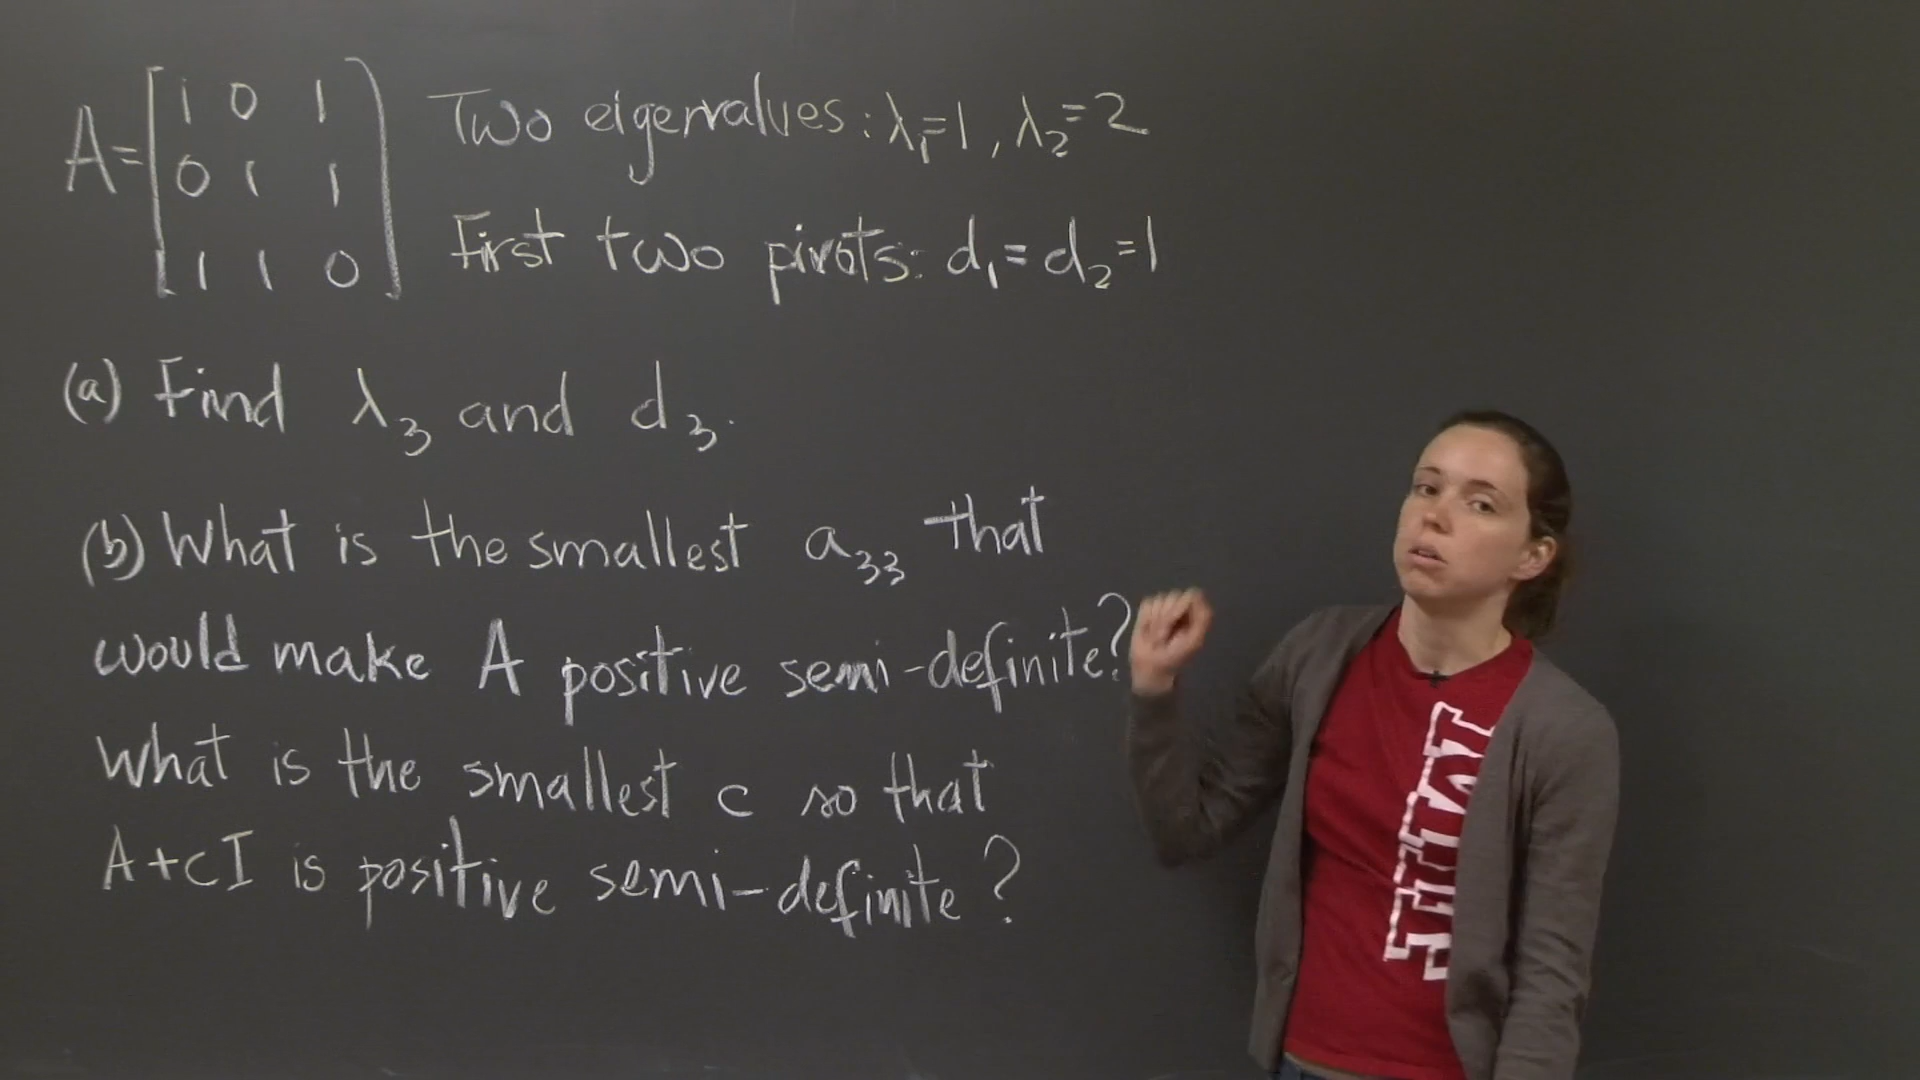 A = [1 0 1
0 1 1
1 1 0]
Two eigenvalues: λ₁=1, λ₂=2
First two pivots: d₁ = d₂ = 1
(a) Find λ₃ and d₃.
(b) What is the smallest a₃₃ that
would make A positive semi-definite?
What is the smallest c so that
A+cI is positive semi-definite?